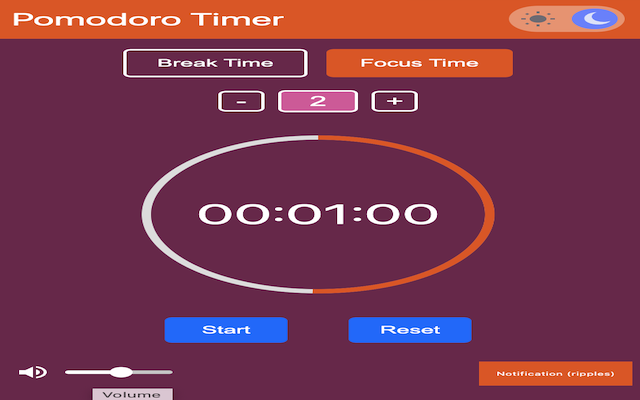 Pomodoro Timer
Break Time
Focus Time
- 2 +
00:01:00
Start
Reset
Notification (ripples)
Volume